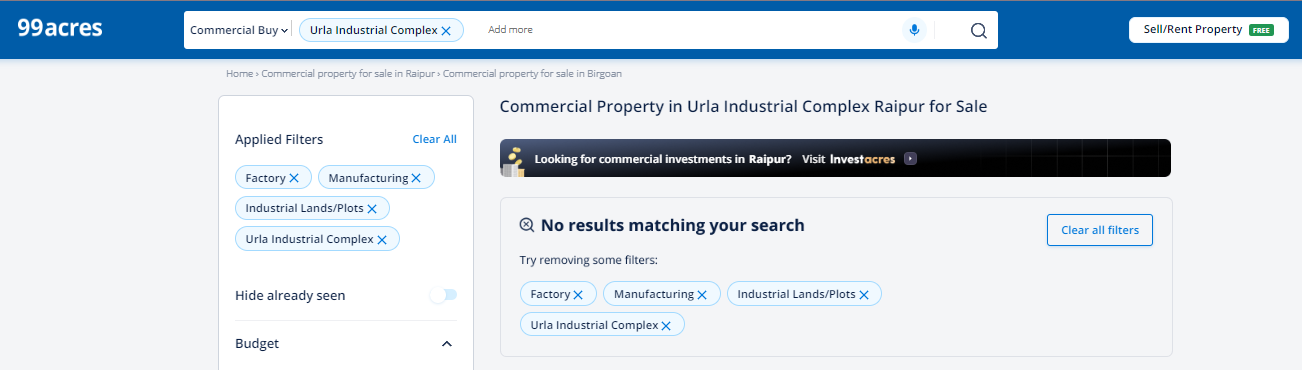 99acres
Commercial Buy
Urla Industrial Complex
Add more
Sell/Rent Property FREE
Home › Commercial property for sale in Raipur › Commercial property for sale in Birgoan
Applied Filters
Clear All
Factory
Manufacturing
Industrial Lands/Plots
Urla Industrial Complex
Hide already seen
Budget
Commercial Property in Urla Industrial Complex Raipur for Sale
Looking for commercial investments in Raipur? Visit Investacres
No results matching your search
Clear all filters
Try removing some filters:
Factory
Manufacturing
Industrial Lands/Plots
Urla Industrial Complex